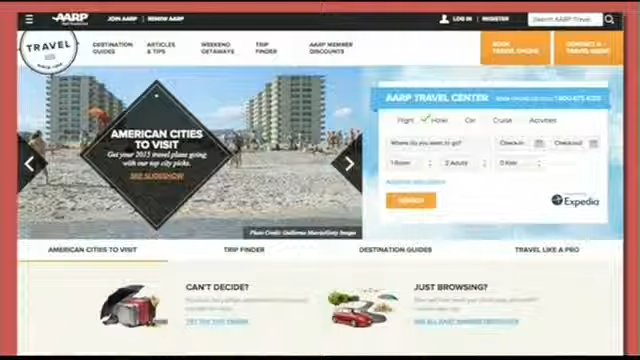 AARP
JOIN AARP | RENEW AARP
LOG IN | REGISTER
Search AARP Travel
TRAVEL
DESTINATION
GUIDES
ARTICLES
& TIPS
WEEKEND
GETAWAYS
TRIP
FINDER
AARP MEMBER
DISCOUNTS
BOOK
TRAVEL ONLINE
CONTACT A
TRAVEL AGENT
AMERICAN CITIES
TO VISIT
Get your 2015 travel plans going
with our top city picks.
SEE SLIDESHOW
Photo Credit: Guillermo
Images
AARP TRAVEL CENTER
Flight Hotel Car Cruise Activities
Where do you want to go?
Check-in
Check-out
1 Room
2 Adults
0 Kids
SEARCH
Expedia
AMERICAN CITIES TO VISIT
TRIP FINDER
DESTINATION GUIDES
TRAVEL LIKE A PRO
CAN'T DECIDE?
JUST BROWSING?